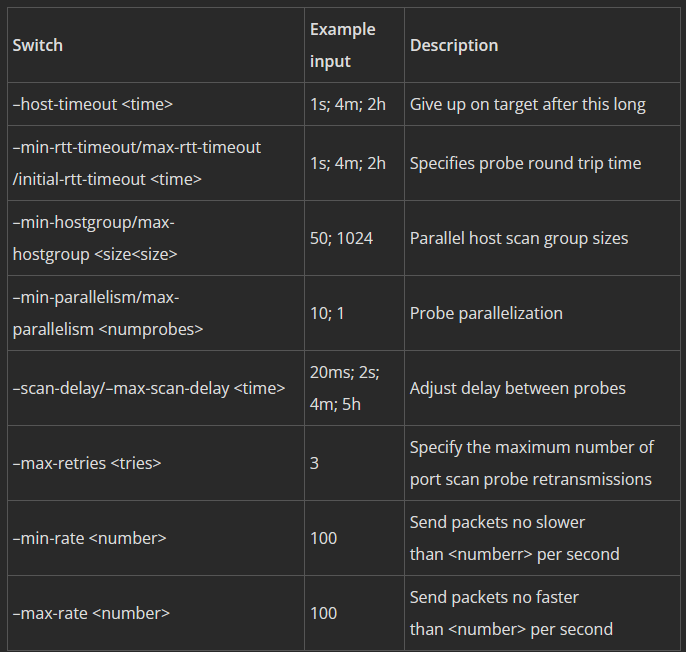 Switch
Example
input
Description
–host-timeout <time>
1s; 4m; 2h
Give up on target after this long
–min-rtt-timeout/max-rtt-timeout
/initial-rtt-timeout <time>
1s; 4m; 2h
Specifies probe round trip time
–min-hostgroup/max-
hostgroup <size<size>
50; 1024
Parallel host scan group sizes
–min-parallelism/max-
parallelism <numprobes>
10; 1
Probe parallelization
–scan-delay/–max-scan-delay <time>
20ms; 2s;
4m; 5h
Adjust delay between probes
–max-retries <tries>
3
Specify the maximum number of
port scan probe retransmissions
–min-rate <number>
100
Send packets no slower
than <numberr> per second
–max-rate <number>
100
Send packets no faster
than <number> per second